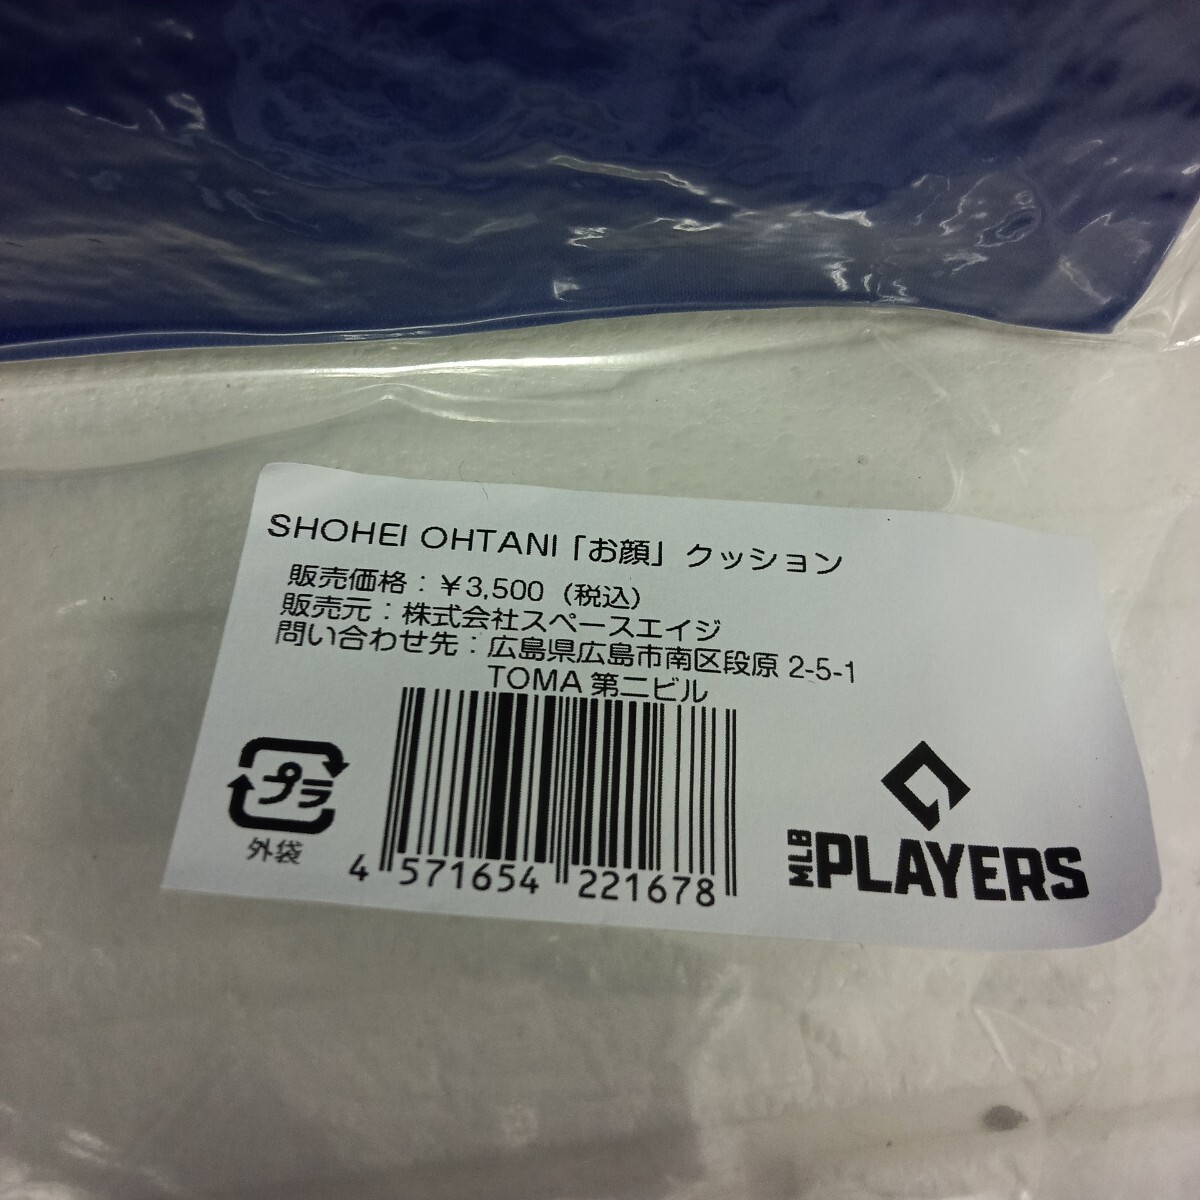 SHOHEI OHTANI「お顔」クッション
販売価格：￥3,500（税込）
販売元：株式会社スペースエイジ
問い合わせ先：広島県広島市南区段原 2-5-1
TOMA 第二ビル
プラ
外袋
4 571654 221678
MLB PLAYERS